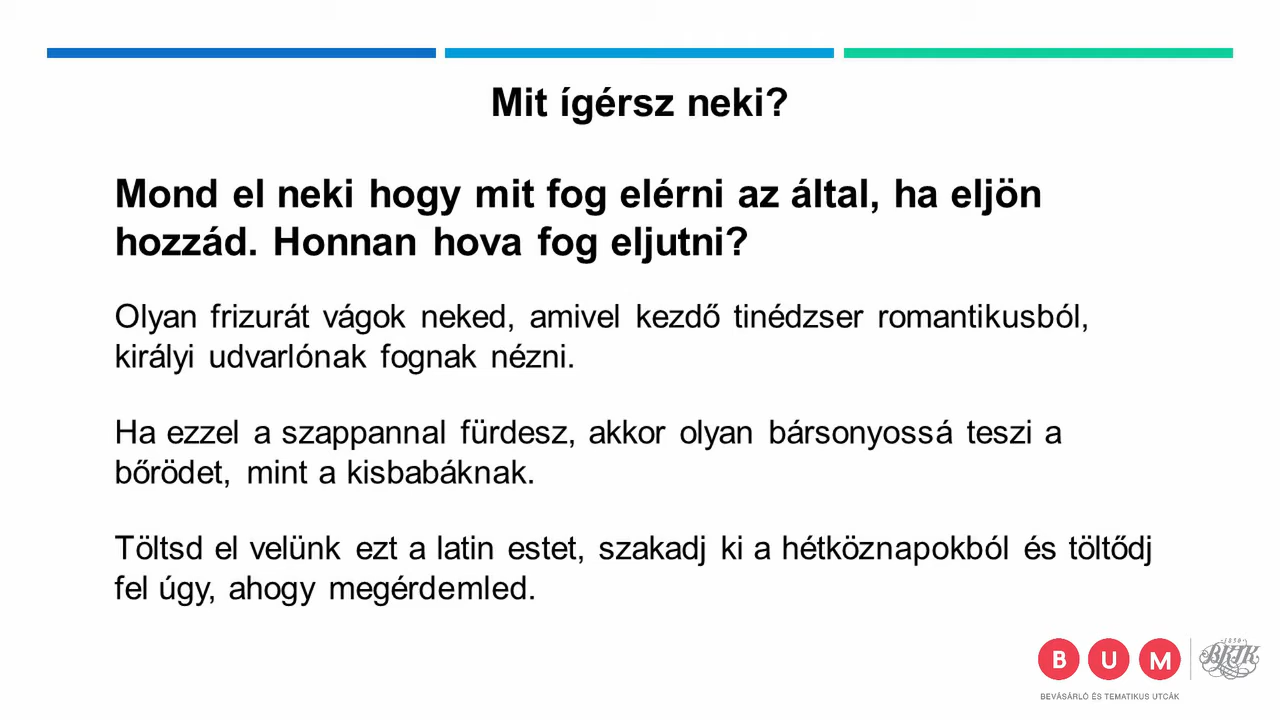 Mit ígérsz neki?
Mond el neki hogy mit fog elérni az által, ha eljön
hozzád. Honnan hova fog eljutni?
Olyan frizurát vágok neked, amivel kezdő tinédzser romantikusból,
királyi udvarlónak fognak nézni.
Ha ezzel a szappannal fürdesz, akkor olyan bársonyossá teszi a
bőrödet, mint a kisbabáknak.
Töltsd el velünk ezt a latin estet, szakadj ki a hétköznapokból és töltődj
fel úgy, ahogy megérdemled.
B U M
BEVÁSÁRLÓ ÉS TEMATIKUS UTCÁK
BKIK